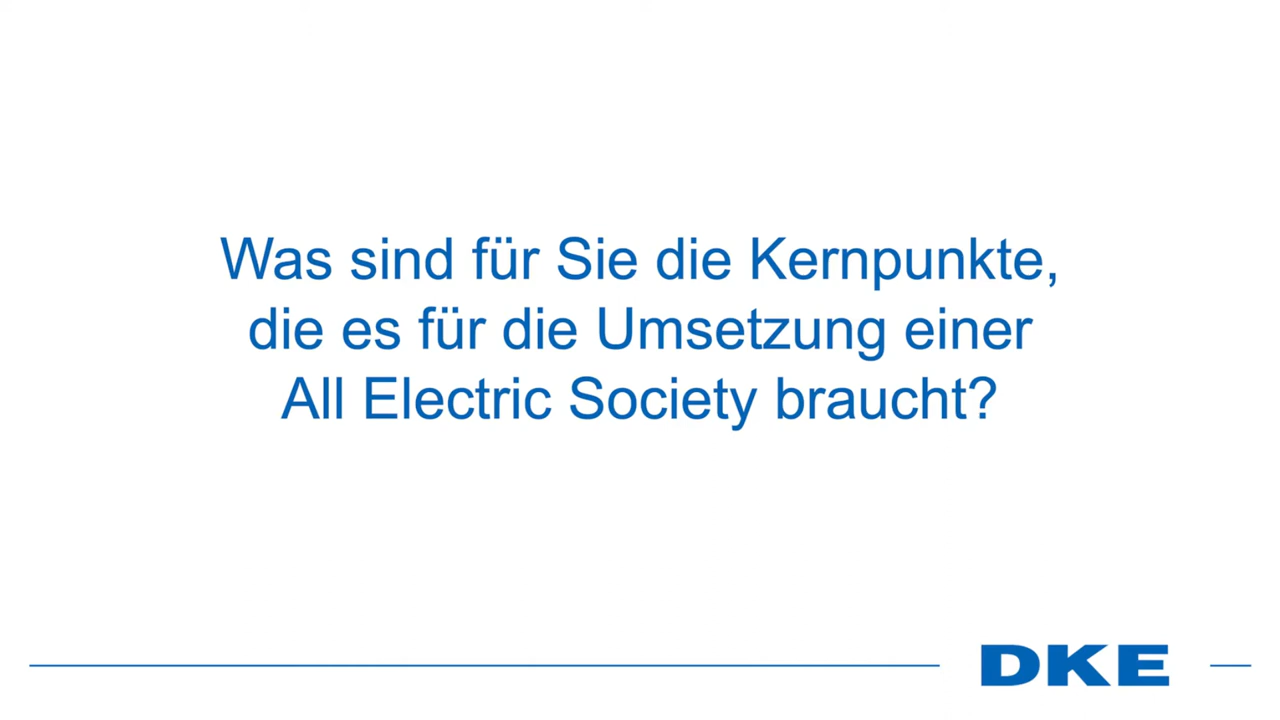 Was sind für Sie die Kernpunkte,
die es für die Umsetzung einer
All Electric Society braucht?
DKE